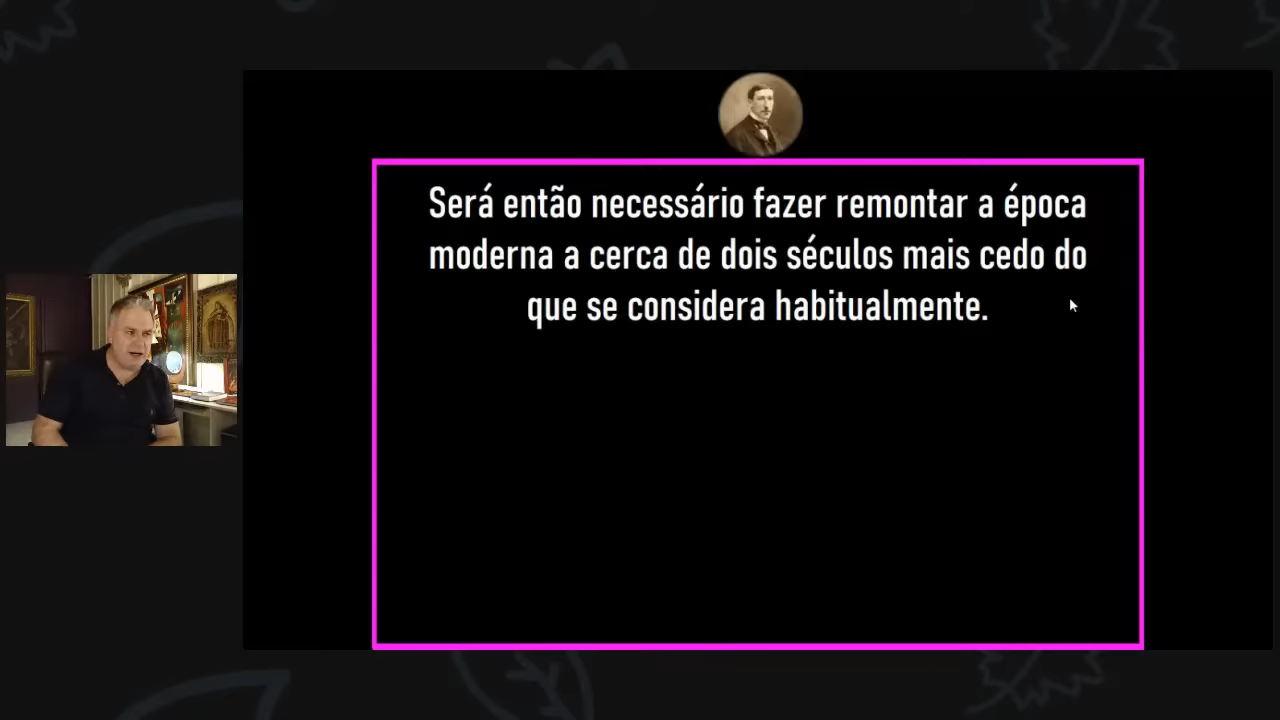 Será então necessário fazer remontar a época
moderna a cerca de dois séculos mais cedo do
que se considera habitualmente.